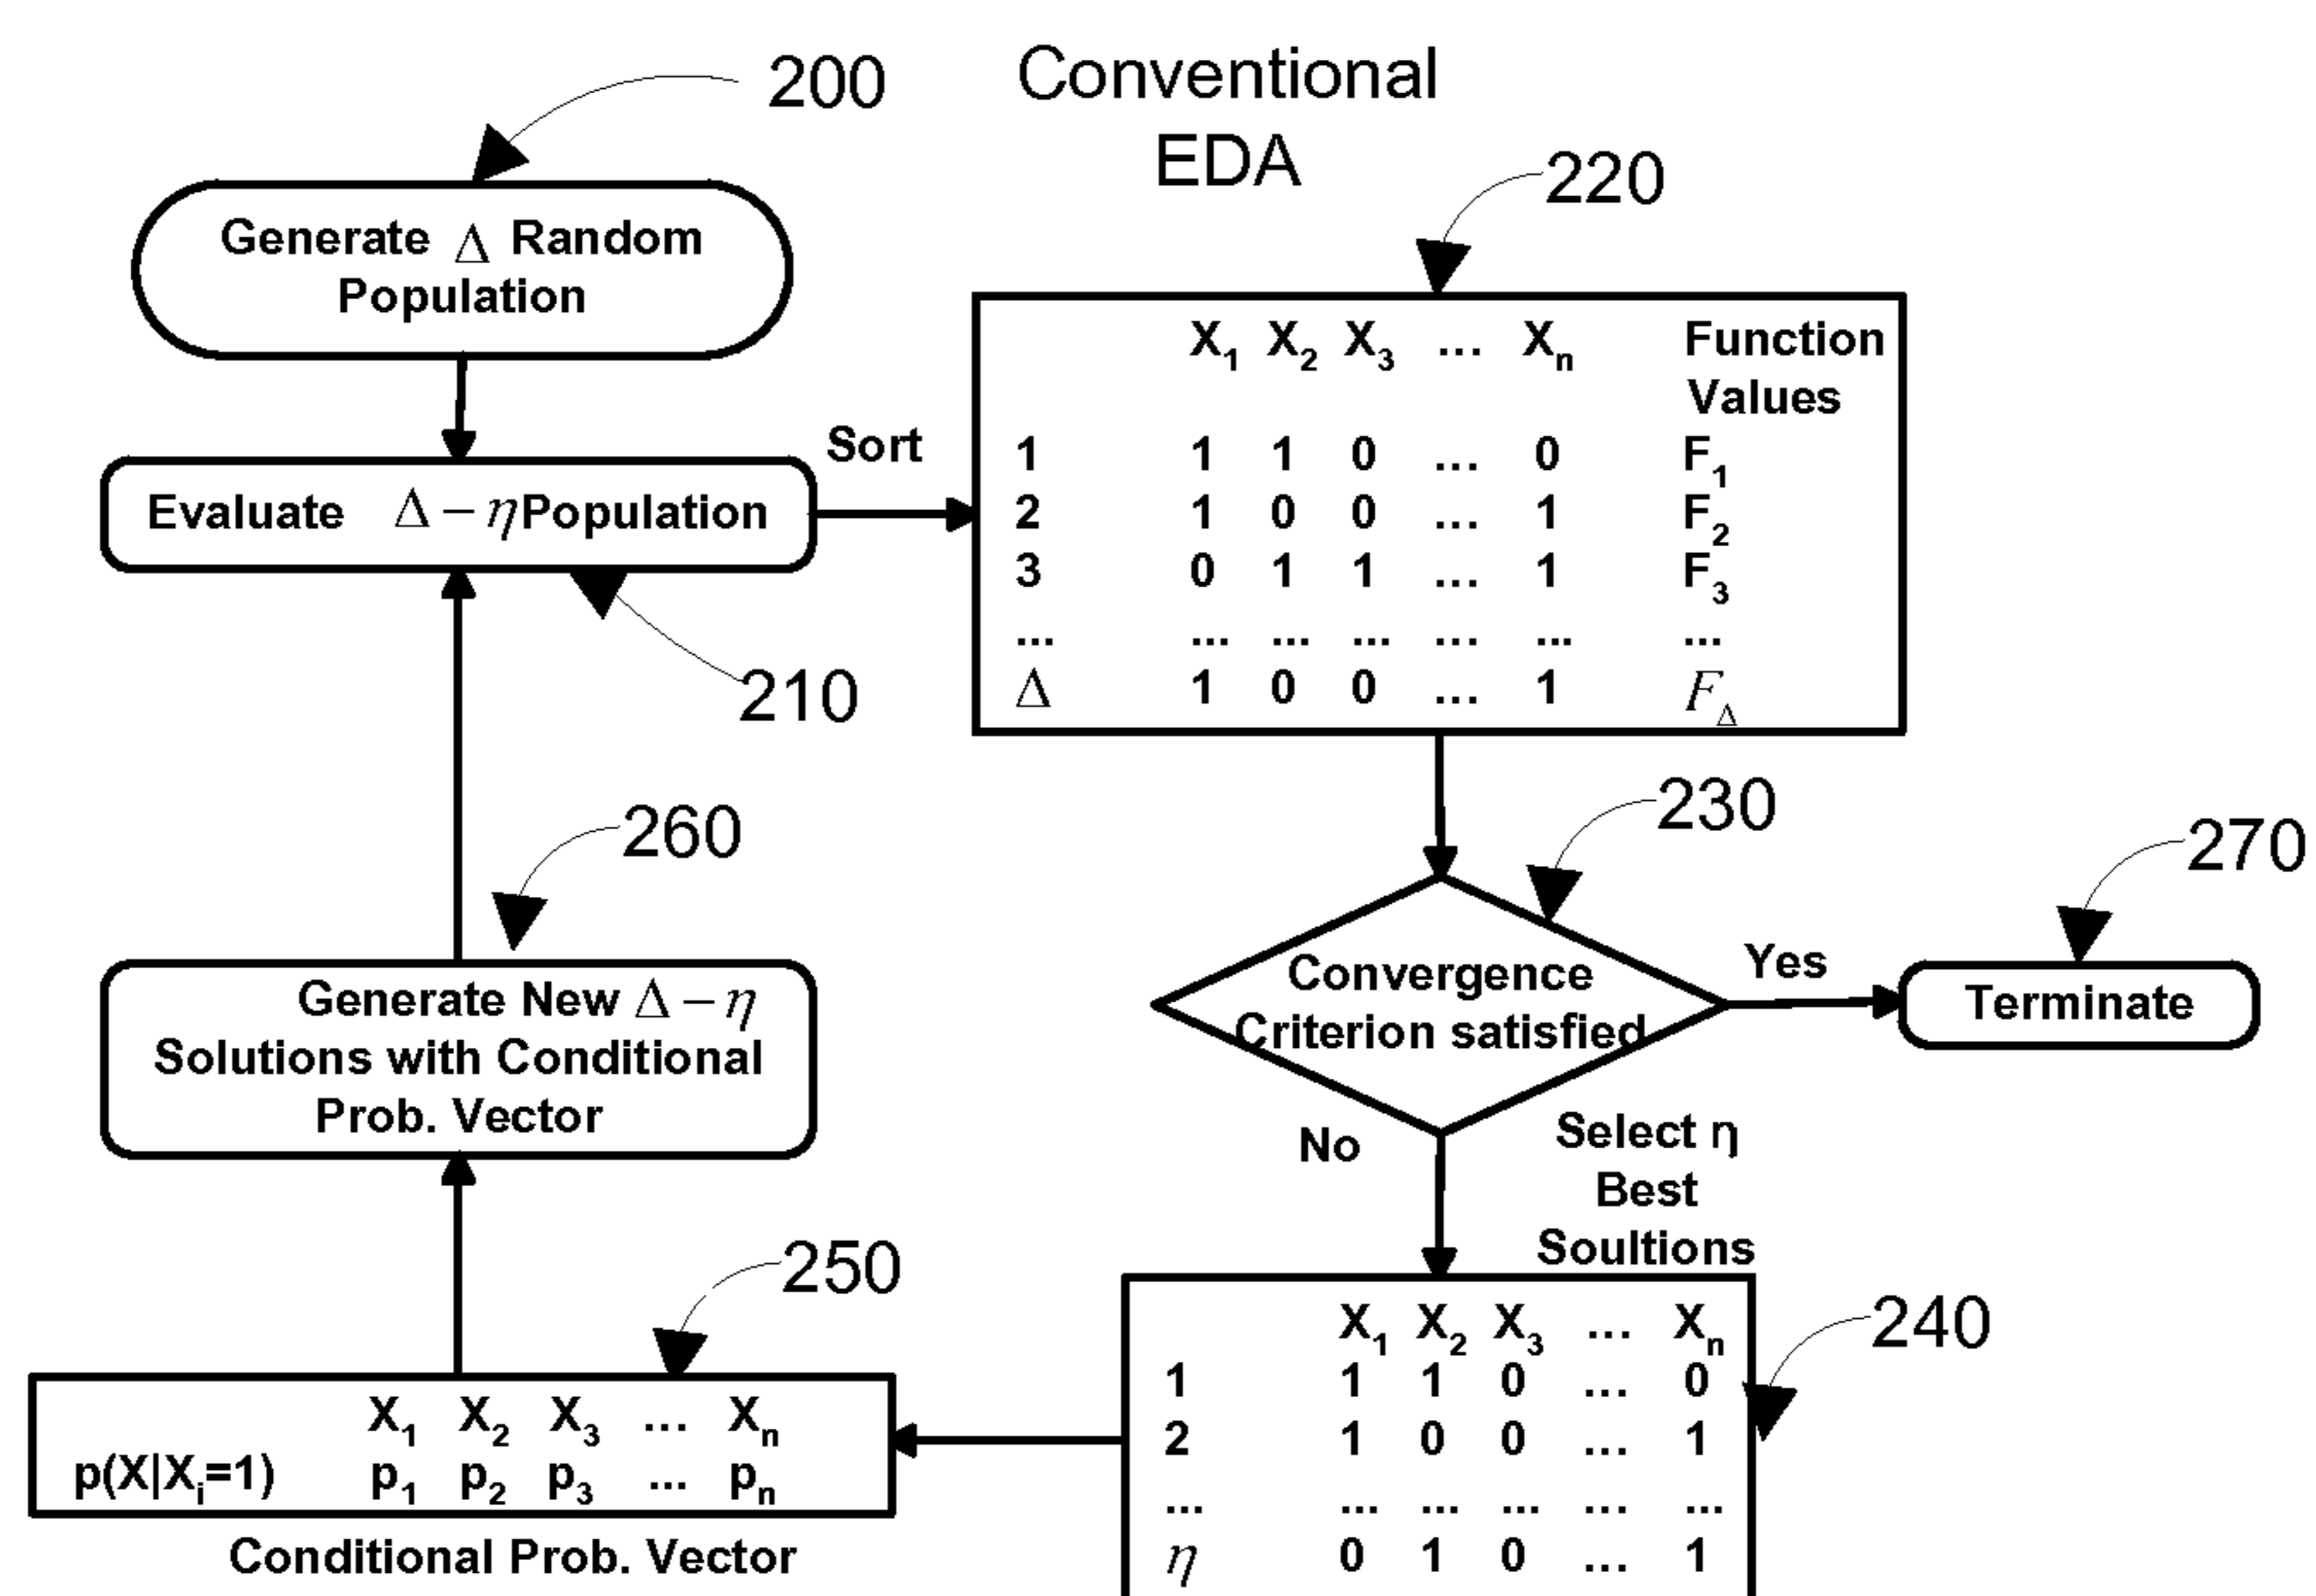 200
Conventional
EDA
220
Generate Δ Random
Population
X1 X2 X3 ... Xn Function
Values
Sort
1 1 1 0 ... 0 F1
Evaluate Δ − η Population
2 1 0 0 ... 1 F2
3 0 1 1 ... 1 F3
... ... ... ... ... ... ...
Δ 1 0 0 ... 1 FΔ
210
230
260
270
Convergence
Criterion satisfied
Yes
Terminate
Generate New Δ − η
Solutions with Conditional
Prob. Vector
No
Select η
Best
Soultions
250
240
X1 X2 X3 ... Xn
1 1 1 0 ... 0
2 1 0 0 ... 1
... ... ... ... ... ...
η 0 1 0 ... 1
X1 X2 X3 ... Xn
p(X|Xi=1) p1 p2 p3 ... pn
Conditional Prob. Vector